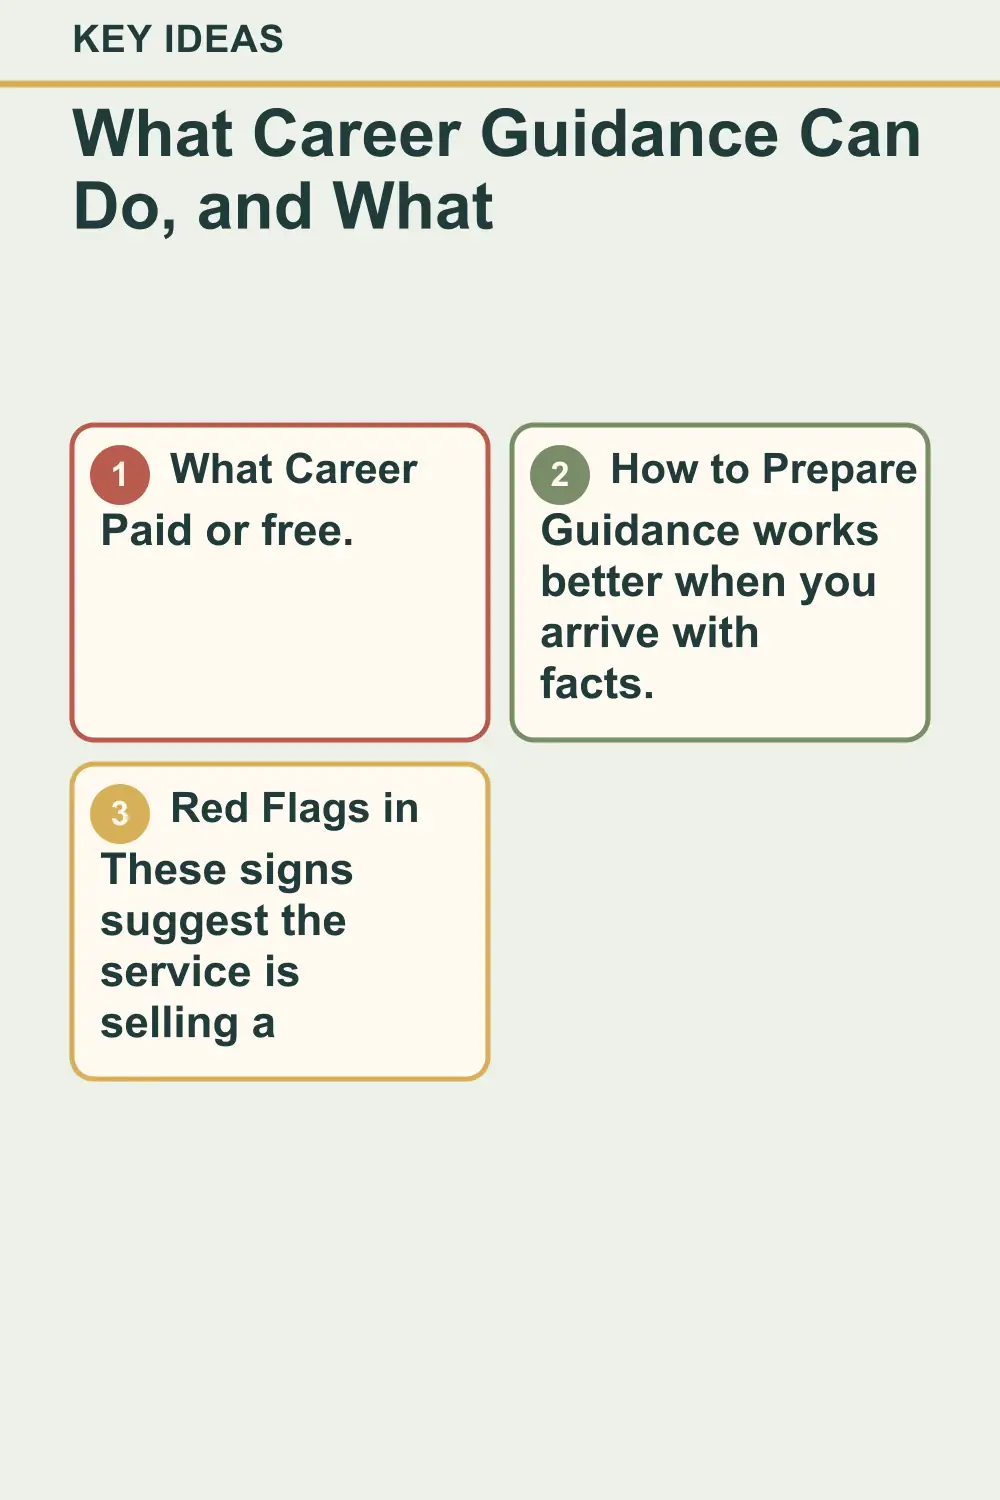 KEY IDEAS
What Career Guidance Can
Do, and What
1 What Career
Paid or free.
2 How to Prepare
Guidance works
better when you
arrive with
facts.
3 Red Flags in
These signs
suggest the
service is
selling a